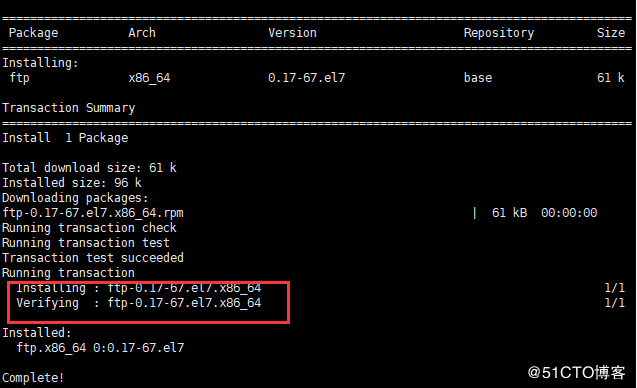 ================================================================================
Package Arch Version Repository Size
================================================================================
Installing:
ftp x86_64 0.17-67.el7 base 61 k
Transaction Summary
================================================================================
Install 1 Package
Total download size: 61 k
Installed size: 96 k
Downloading packages:
ftp-0.17-67.el7.x86_64.rpm | 61 kB 00:00:00
Running transaction check
Running transaction test
Transaction test succeeded
Running transaction
Installing : ftp-0.17-67.el7.x86_64 1/1
Verifying : ftp-0.17-67.el7.x86_64 1/1
Installed:
ftp.x86_64 0:0.17-67.el7
Complete!
@51CTO博客